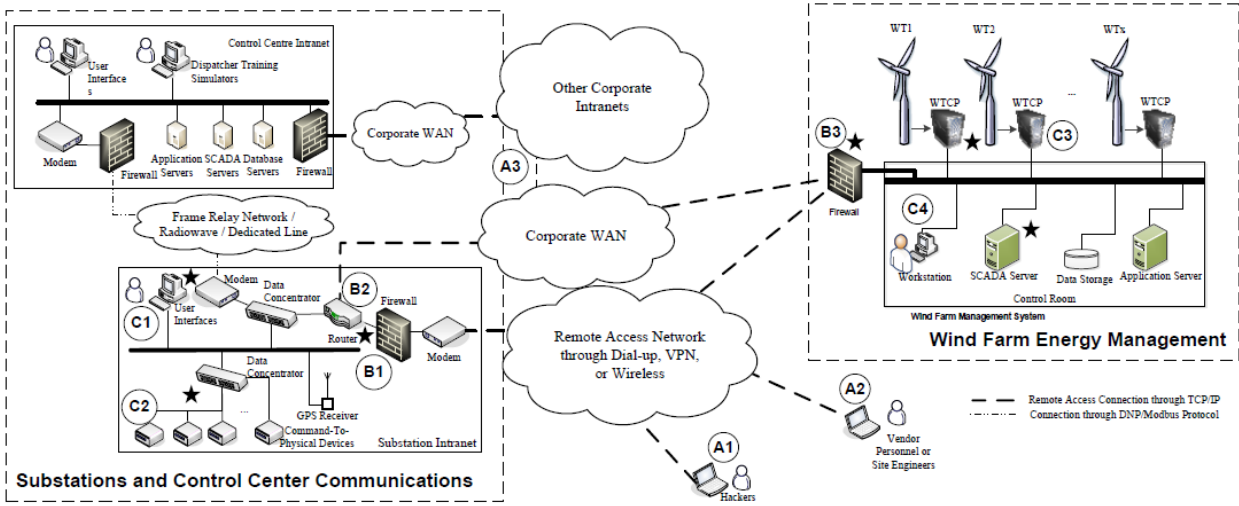 Control Centre Intranet
User
Interface
s
Dispatcher Training
Simulators
Modem
Firewall
Application
Servers
SCADA
Servers
Database
Servers
Firewall
Corporate WAN
Other Corporate
Intranets
A3
Frame Relay Network /
Radiowave / Dedicated Line
Corporate WAN
Modem
Data
Concentrator
B2
Firewall
User
Interfaces
C1
Router
B1
Modem
Data
Concentrator
C2
...
GPS Receiver
Command-To-
Physical Devices
Substation Intranet
Substations and Control Center Communications
Remote Access Network
through Dial-up, VPN,
or Wireless
A1
Hackers
A2
Vendor
Personnel or
Site Engineers
WT1
WT2
WTx
...
WTCP
WTCP
WTCP
B3
C3
Firewall
C4
Workstation
SCADA Server
Data Storage
Application Server
Control Room
Wind Farm Management System
Wind Farm Energy Management
Remote Access Connection through TCP/IP
Connection through DNP/Modbus Protocol